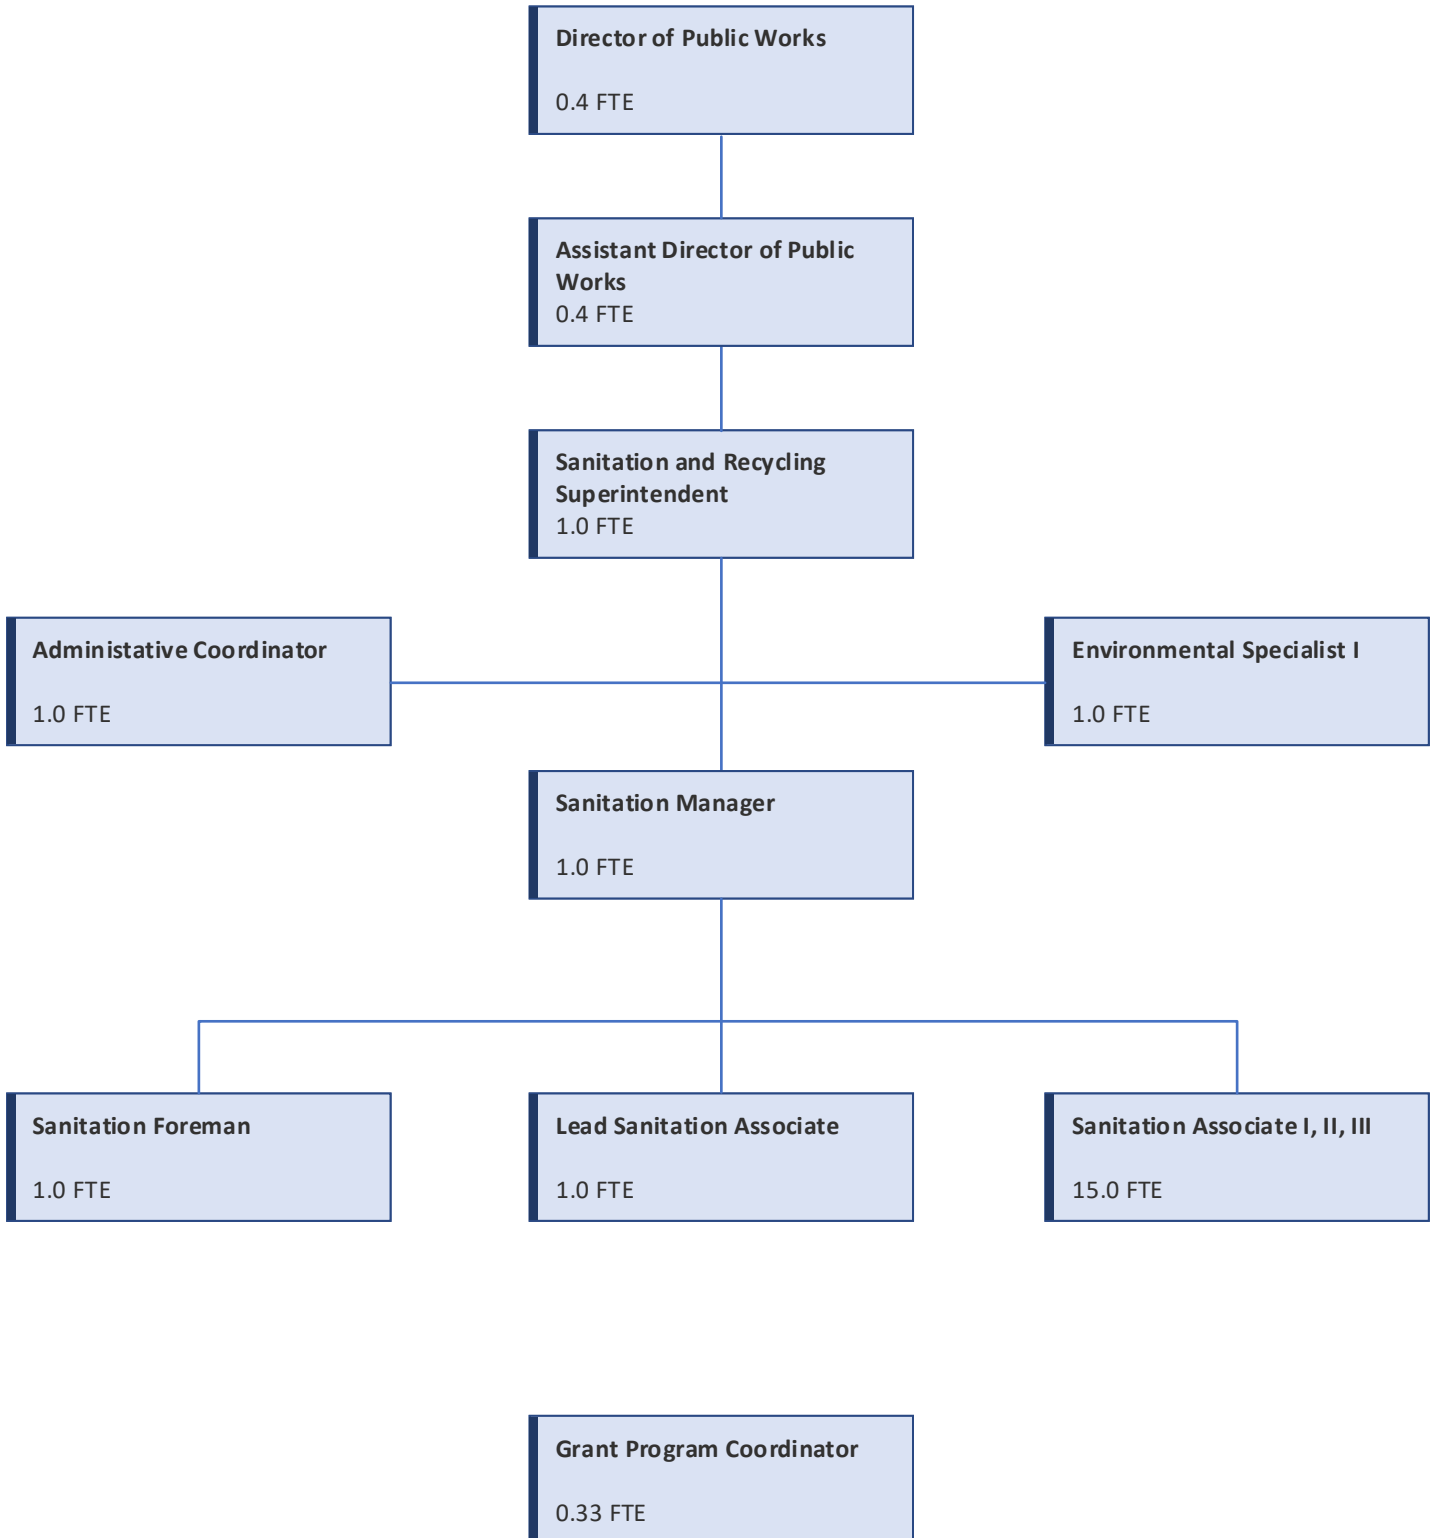 Director of Public Works
0.4 FTE
Assistant Director of Public
Works
0.4 FTE
Sanitation and Recycling
Superintendent
1.0 FTE
Administative Coordinator
1.0 FTE
Environmental Specialist I
1.0 FTE
Sanitation Manager
1.0 FTE
Sanitation Foreman
1.0 FTE
Lead Sanitation Associate
1.0 FTE
Sanitation Associate I, II, III
15.0 FTE
Grant Program Coordinator
0.33 FTE